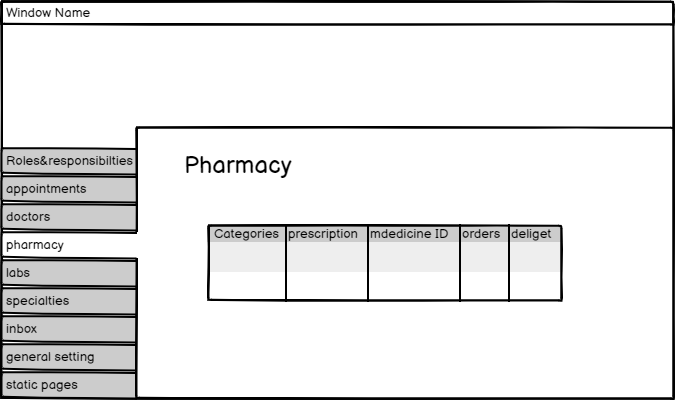 Window Name
Roles&responsibilties
appointments
doctors
pharmacy
labs
specialties
inbox
general setting
static pages
Pharmacy
Categories prescription mdedicine ID orders deliget